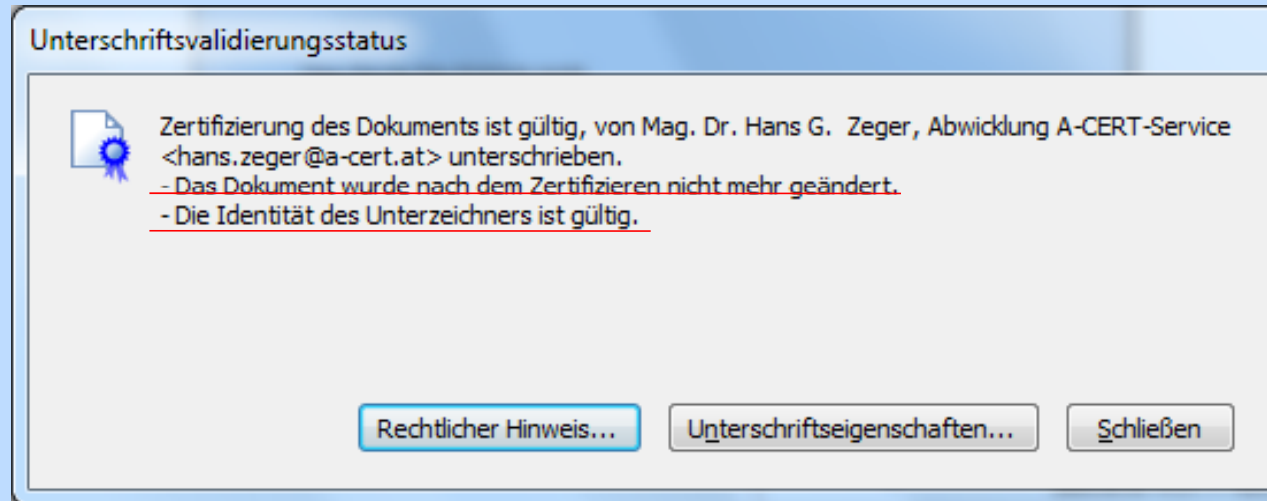 Unterschriftsvalidierungsstatus
Zertifizierung des Dokuments ist gültig, von Mag. Dr. Hans G.  Zeger, Abwicklung A-CERT-Service
<hans.zeger@a-cert.at> unterschrieben.
- Das Dokument wurde nach dem Zertifizieren nicht mehr geändert.
- Die Identität des Unterzeichners ist gültig.
Rechtlicher Hinweis... Unterschriftseigenschaften... Schließen